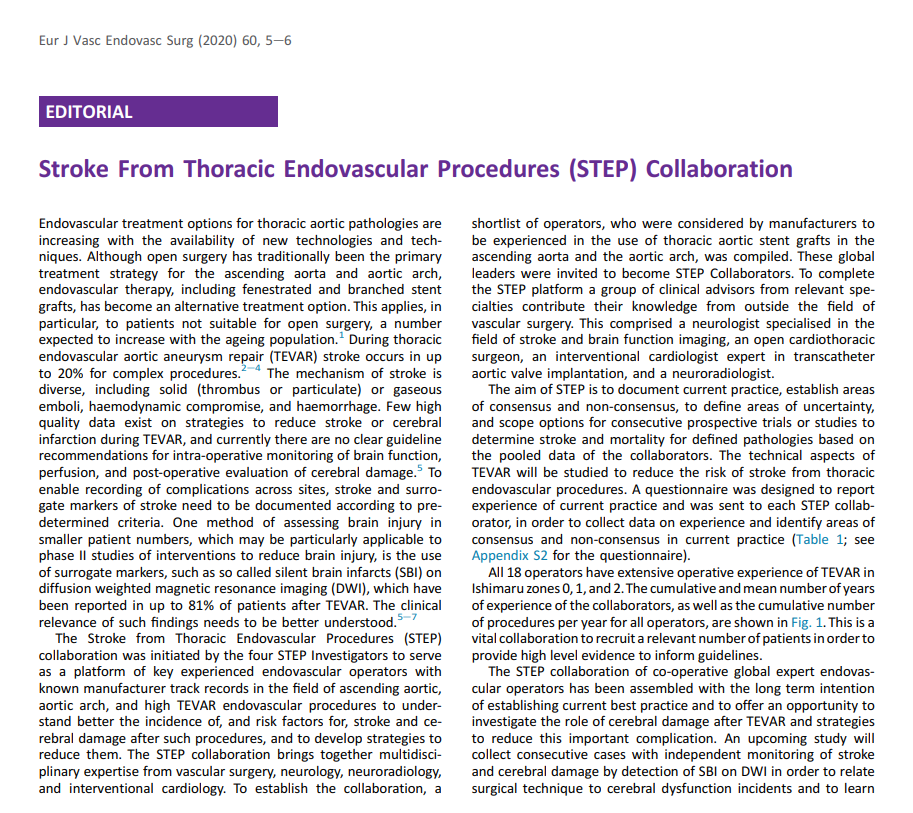 Eur J Vasc Endovasc Surg (2020) 60, 5—6
EDITORIAL
Stroke From Thoracic Endovascular Procedures (STEP) Collaboration
Endovascular treatment options for thoracic aortic pathologies are
increasing with the availability of new technologies and tech-
niques. Although open surgery has traditionally been the primary
treatment strategy for the ascending aorta and aortic arch,
endovascular therapy, including fenestrated and branched stent
grafts, has become an alternative treatment option. This applies, in
particular, to patients not suitable for open surgery, a number
expected to increase with the ageing population.1 During thoracic
endovascular aortic aneurysm repair (TEVAR) stroke occurs in up
to 20% for complex procedures.2—4 The mechanism of stroke is
diverse, including solid (thrombus or particulate) or gaseous
emboli, haemodynamic compromise, and haemorrhage. Few high
quality data exist on strategies to reduce stroke or cerebral
infarction during TEVAR, and currently there are no clear guideline
recommendations for intra-operative monitoring of brain function,
perfusion, and post-operative evaluation of cerebral damage.5 To
enable recording of complications across sites, stroke and surro-
gate markers of stroke need to be documented according to pre-
determined criteria. One method of assessing brain injury in
smaller patient numbers, which may be particularly applicable to
phase II studies of interventions to reduce brain injury, is the use
of surrogate markers, such as so called silent brain infarcts (SBI) on
diffusion weighted magnetic resonance imaging (DWI), which have
been reported in up to 81% of patients after TEVAR. The clinical
relevance of such findings needs to be better understood.5—7
The Stroke from Thoracic Endovascular Procedures (STEP)
collaboration was initiated by the four STEP Investigators to serve
as a platform of key experienced endovascular operators with
known manufacturer track records in the field of ascending aortic,
aortic arch, and high TEVAR endovascular procedures to under-
stand better the incidence of, and risk factors for, stroke and ce-
rebral damage after such procedures, and to develop strategies to
reduce them. The STEP collaboration brings together multidisci-
plinary expertise from vascular surgery, neurology, neuroradiology,
and interventional cardiology. To establish the collaboration, a
shortlist of operators, who were considered by manufacturers to
be experienced in the use of thoracic aortic stent grafts in the
ascending aorta and the aortic arch, was compiled. These global
leaders were invited to become STEP Collaborators. To complete
the STEP platform a group of clinical advisors from relevant spe-
cialties contribute their knowledge from outside the field of
vascular surgery. This comprised a neurologist specialised in the
field of stroke and brain function imaging, an open cardiothoracic
surgeon, an interventional cardiologist expert in transcatheter
aortic valve implantation, and a neuroradiologist.
The aim of STEP is to document current practice, establish areas
of consensus and non-consensus, to define areas of uncertainty,
and scope options for consecutive prospective trials or studies to
determine stroke and mortality for defined pathologies based on
the pooled data of the collaborators. The technical aspects of
TEVAR will be studied to reduce the risk of stroke from thoracic
endovascular procedures. A questionnaire was designed to report
experience of current practice and was sent to each STEP collab-
orator, in order to collect data on experience and identify areas of
consensus and non-consensus in current practice (Table 1; see
Appendix S2 for the questionnaire).
All 18 operators have extensive operative experience of TEVAR in
Ishimaru zones 0, 1, and 2. The cumulative and mean number of years
of experience of the collaborators, as well as the cumulative number
of procedures per year for all operators, are shown in Fig. 1. This is a
vital collaboration to recruit a relevant number of patients in order to
provide high level evidence to inform guidelines.
The STEP collaboration of co-operative global expert endovas-
cular operators has been assembled with the long term intention
of establishing current best practice and to offer an opportunity to
investigate the role of cerebral damage after TEVAR and strategies
to reduce this important complication. An upcoming study will
collect consecutive cases with independent monitoring of stroke
and cerebral damage by detection of SBI on DWI in order to relate
surgical technique to cerebral dysfunction incidents and to learn